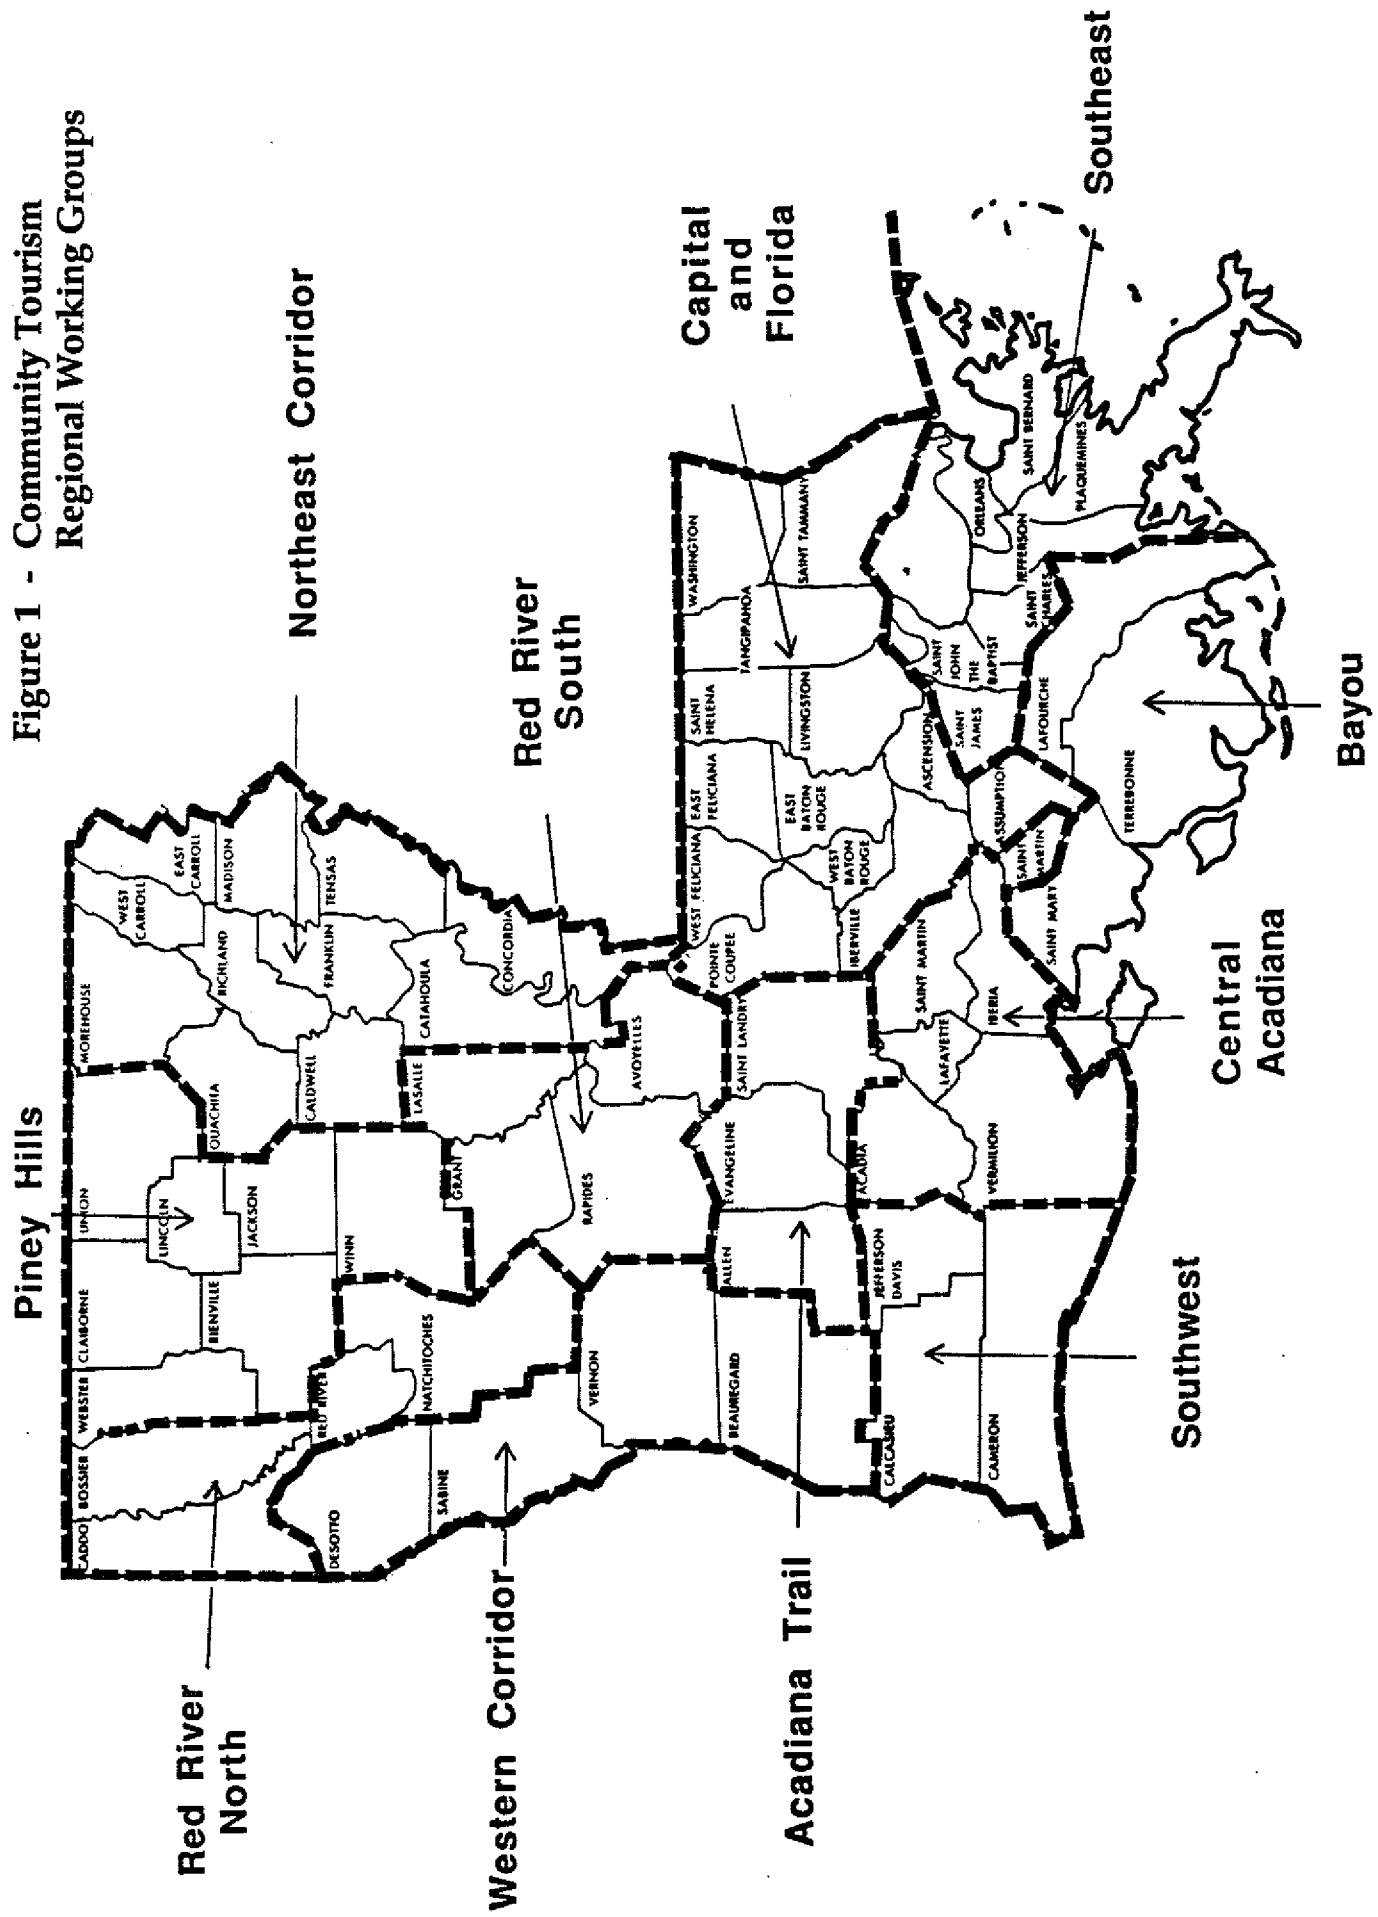 Figure 1 - Community Tourism
Regional Working Groups
Piney Hills
Northeast Corridor
Red River
North
Red River
South
Western Corridor
Capital
and
Florida
Acadiana Trail
Southwest
Central
Acadiana
Bayou
Southeast
CADDO
BOSSIER
WEBSTER
CLAIBORNE
UNION
MOREHOUSE
WEST
CARROLL
EAST
CARROLL
LINCOLN
OUACHITA
RICHLAND
MADISON
BIENVILLE
JACKSON
CALDWELL
FRANKLIN
TENSAS
DESOTO
RED RIVER
WINN
LASALLE
CATAHOULA
CONCORDIA
SABINE
NATCHITOCHES
GRANT
VERNON
RAPIDES
AVOYELLES
BEAUREGARD
ALLEN
EVANGELINE
SAINT LANDRY
POINTE
COUPEE
WEST FELICIANA
EAST
FELICIANA
SAINT
HELENA
TANGIPAHOA
WASHINGTON
SAINT TAMMANY
LIVINGSTON
EAST
BATON
ROUGE
WEST
BATON
ROUGE
IBERVILLE
CALCASIEU
JEFFERSON
DAVIS
ACADIA
LAFAYETTE
SAINT MARTIN
ASCENSION
SAINT
JAMES
SAINT
JOHN
THE
BAPTIST
ORLEANS
CAMERON
VERMILION
IBERIA
SAINT MARY
SAINT
MARTIN
ASSUMPTION
LAFOURCHE
SAINT
CHARLES
JEFFERSON
SAINT BERNARD
PLAQUEMINES
TERREBONNE